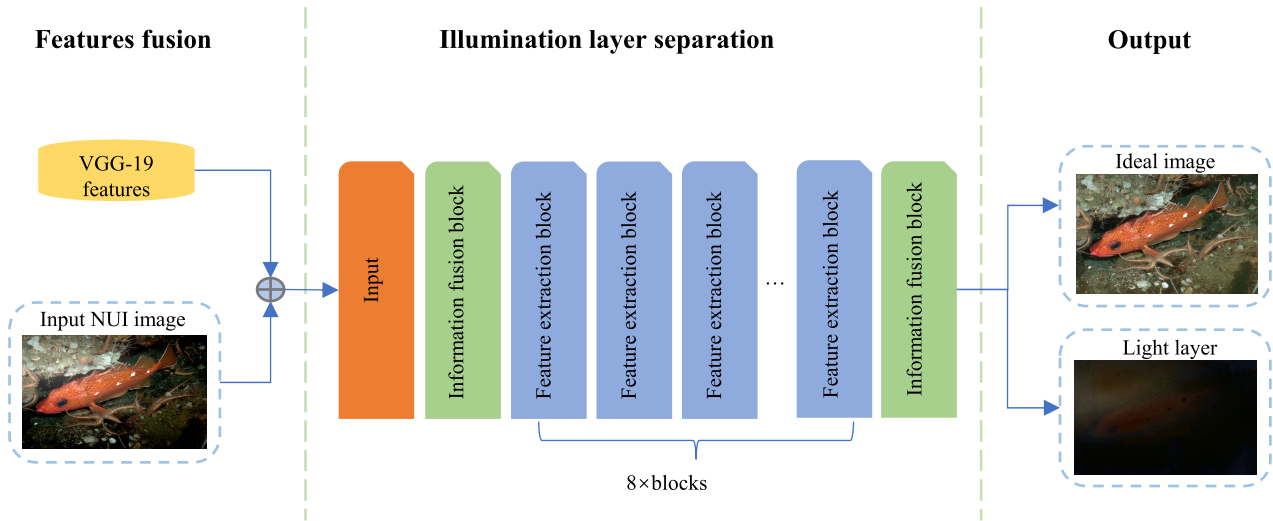 Features fusion
Illumination layer separation
Output
VGG-19
features
Input NUI image
Input
Information fusion block
Feature extraction block
Feature extraction block
Feature extraction block
...
Feature extraction block
Information fusion block
8×blocks
Ideal image
Light layer